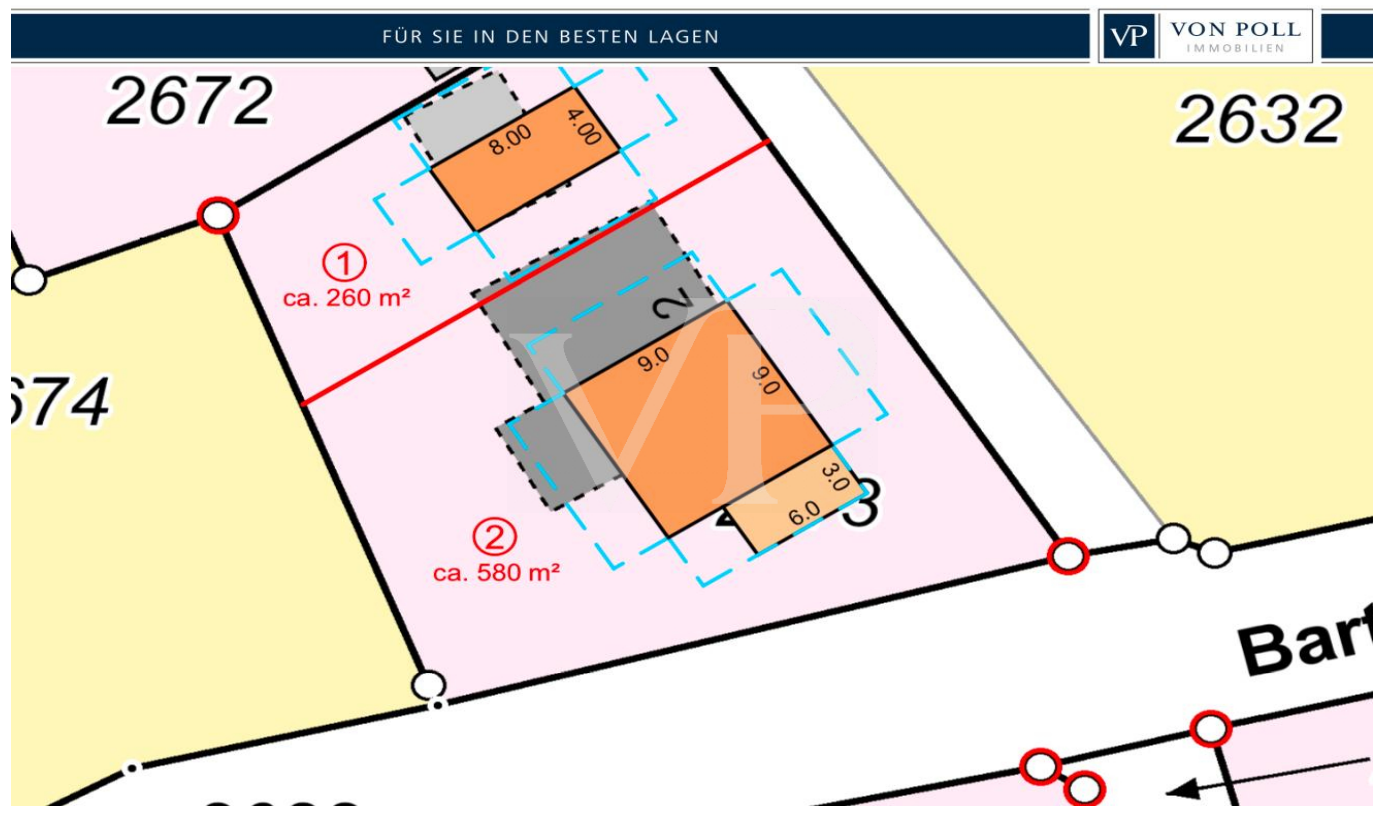 FÜR SIE IN DEN BESTEN LAGEN
VP
VON POLL
IMMOBILIEN
2672
2632
8.00
4.00
1
ca. 260 m²
2
9.0
9.0
674
3.0
6.0
3
2
ca. 580 m²
Bart